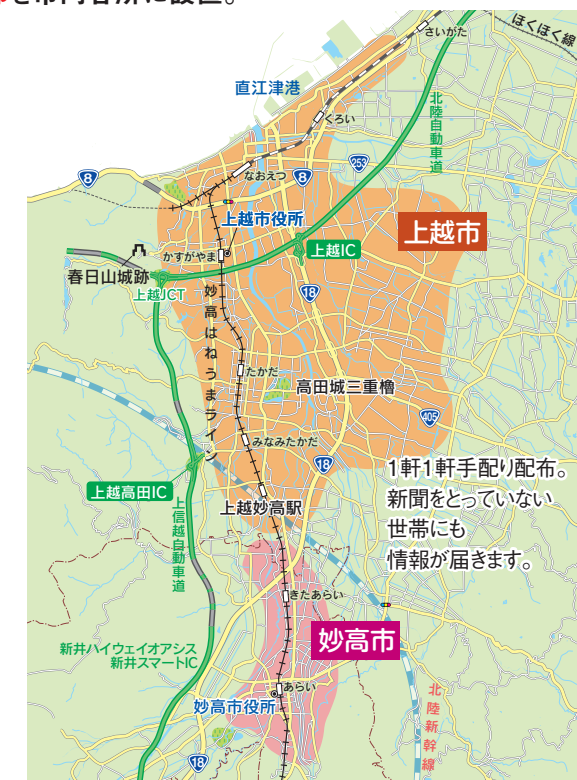 を市内各所に設置。
ほくほく線
さいがた
直江津港
くろい
北陸自動車道
253
なおえつ
8
8
上越市役所
上越市
かすがやま
上越IC
春日山城跡
上越JCT
18
妙高はねうまライン
たかだ
高田城三重櫓
405
みなみたかだ
18
1軒1軒手配り配布。
新聞をとっていない
世帯にも
情報が届きます。
上越高田IC
上越妙高駅
上信越自動車道
きたあらい
妙高市
新井ハイウェイオアシス
新井スマートIC
あらい
妙高市役所
北陸新幹線
18